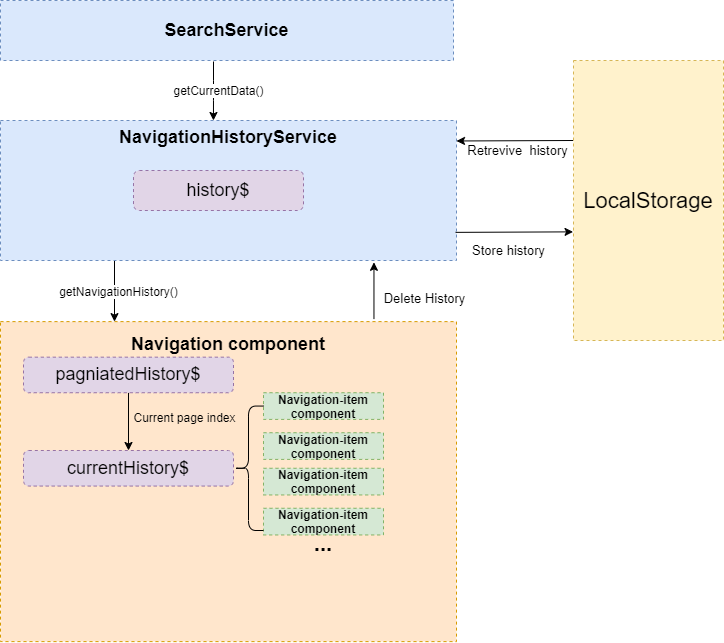 SearchService
getCurrentData()
NavigationHistoryService
history$
Retrevive history
LocalStorage
Store history
getNavigationHistory()
Delete History
Navigation component
pagniatedHistory$
Current page index
currentHistory$
Navigation-item
component
Navigation-item
component
Navigation-item
component
Navigation-item
component
...